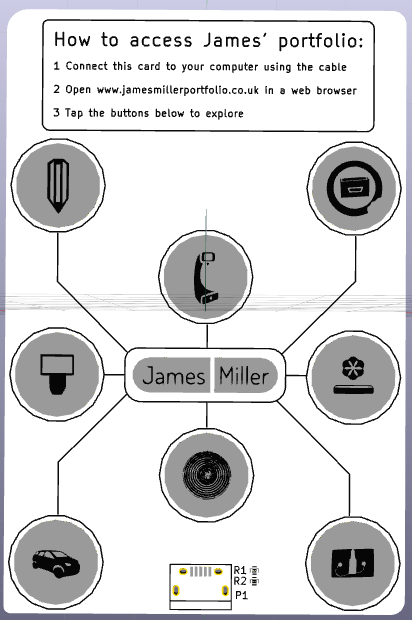 How to access James' portfolio:
1 Connect this card to your computer using the cable
2 Open www.jamesmillerportfolio.co.uk in a web browser
3 Tap the buttons below to explore
James Miller
R1
R2
P1